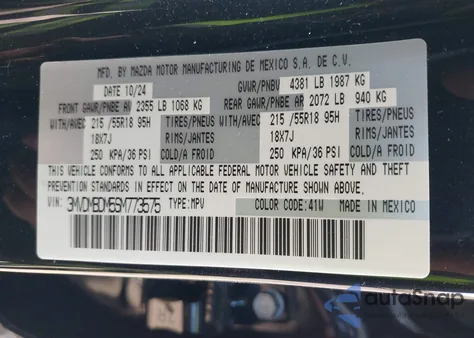 MFD. BY MAZDA MOTOR MANUFACTURING DE MEXICO S.A. DE C.V.
DATE 10/24 GVWR/PNBV 4381 LB 1987 KG
FRONT GAWR/PNBE AV 2355 LB 1068 KG REAR GAWR/PNBE AR 2072 LB 940 KG
WITH/AVEC 215 /55R18 95H TIRES/PNEUS WITH/AVEC 215 /55R18 95H TIRES/PNEUS
18X7J RIMS/JANTES 18X7J RIMS/JANTES
250 KPA/36 PSI COLD/A FROID 250 KPA/36 PSI COLD/A FROID
THIS VEHICLE CONFORMS TO ALL APPLICABLE FEDERAL MOTOR VEHICLE SAFETY AND THEFT
PREVENTION STANDARDS IN EFFECT ON THE DATE OF MANUFACTURE SHOWN ABOVE.
VIN: 3MVDMBDM5SM773575 TYPE:MPV COLOR CODE:41W MADE IN MEXICO
autoSnap